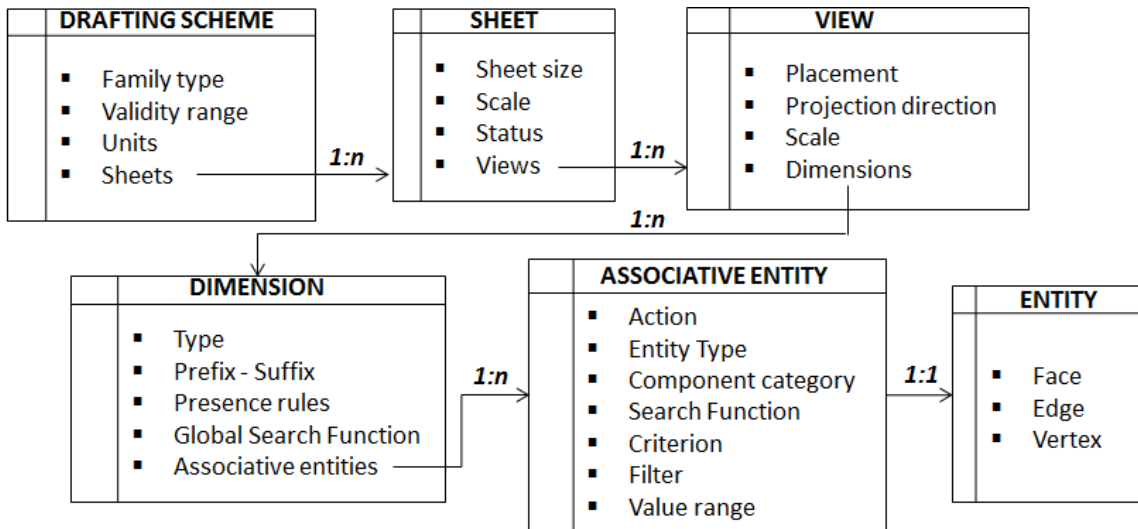 DRAFTING SCHEME
▪ Family type
▪ Validity range
▪ Units
▪ Sheets
1:n
SHEET
▪ Sheet size
▪ Scale
▪ Status
▪ Views
1:n
VIEW
▪ Placement
▪ Projection direction
▪ Scale
▪ Dimensions
1:n
DIMENSION
▪ Type
▪ Prefix - Suffix
▪ Presence rules
▪ Global Search Function
▪ Associative entities
1:n
ASSOCIATIVE ENTITY
▪ Action
▪ Entity Type
▪ Component category
▪ Search Function
▪ Criterion
▪ Filter
▪ Value range
1:1
ENTITY
▪ Face
▪ Edge
▪ Vertex